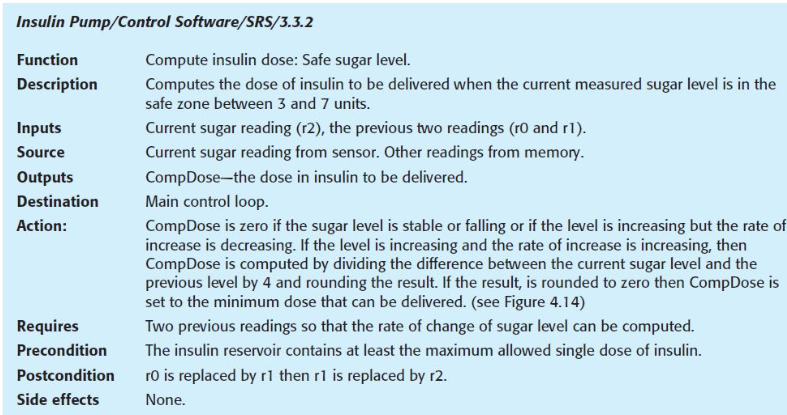 Insulin Pump/Control Software/SRS/3.3.2
Function Compute insulin dose: Safe sugar level.
Description Computes the dose of insulin to be delivered when the current measured sugar level is in the
safe zone between 3 and 7 units.
Inputs Current sugar reading (r2), the previous two readings (r0 and r1).
Source Current sugar reading from sensor. Other readings from memory.
Outputs CompDose—the dose in insulin to be delivered.
Destination Main control loop.
Action: CompDose is zero if the sugar level is stable or falling or if the level is increasing but the rate of
increase is decreasing. If the level is increasing and the rate of increase is increasing, then
CompDose is computed by dividing the difference between the current sugar level and the
previous level by 4 and rounding the result. If the result, is rounded to zero then CompDose is
set to the minimum dose that can be delivered. (see Figure 4.14)
Requires Two previous readings so that the rate of change of sugar level can be computed.
Precondition The insulin reservoir contains at least the maximum allowed single dose of insulin.
Postcondition r0 is replaced by r1 then r1 is replaced by r2.
Side effects None.